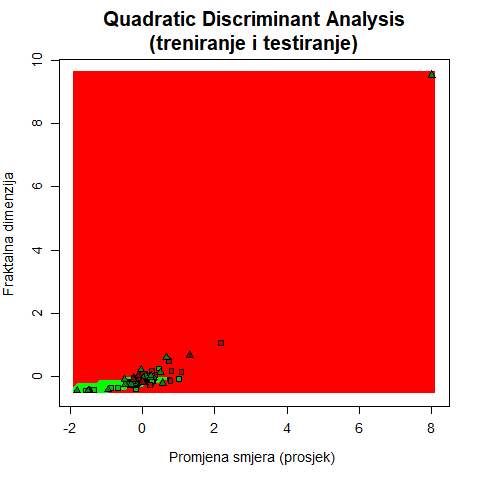 Quadratic Discriminant Analysis
(treniranje i testiranje)
Fraktalna dimenzija
10
8
6
4
2
0
-2 0 2 4 6 8
Promjena smjera (prosjek)